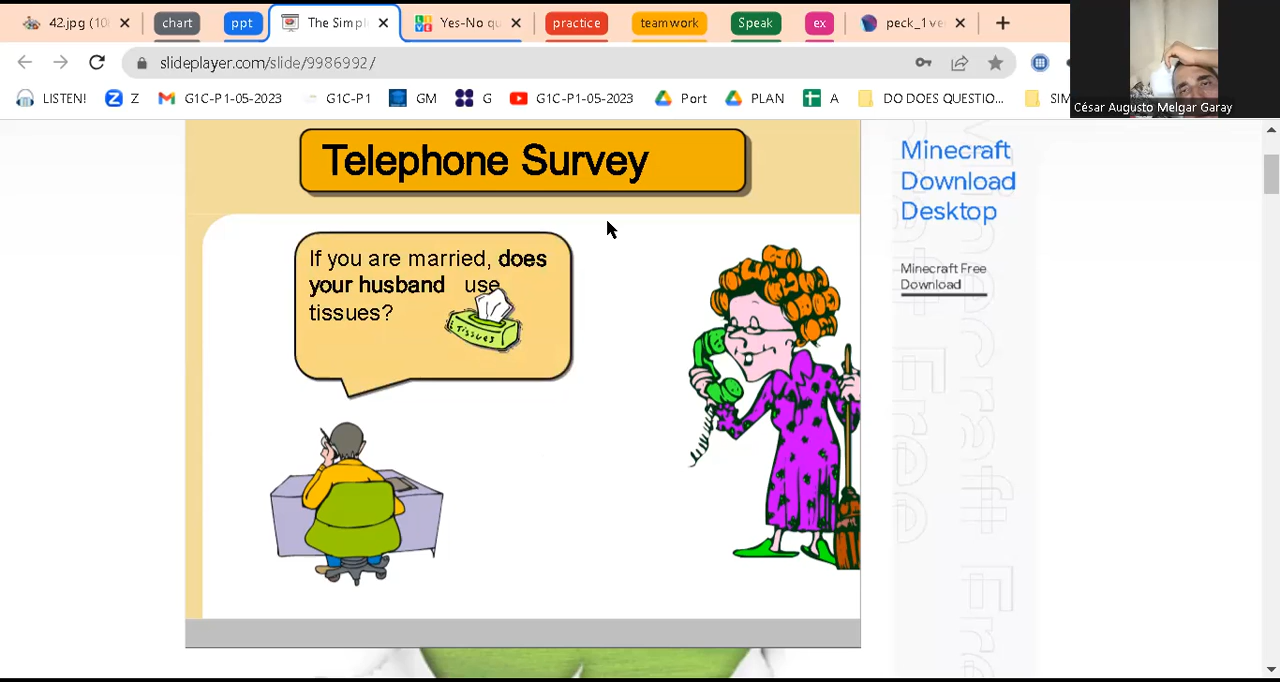 42.jpg (10
chart
ppt
The Simpl
Yes-No qu
practice
teamwork
Speak
ex
peck_1 ve
slideplayer.com/slide/9986992/
LISTEN!
Z
G1C-P1-05-2023
G1C-P1
GM
G
G1C-P1-05-2023
Port
PLAN
A
DO DOES QUESTIO...
SIM
César Augusto Melgar Garay
Telephone Survey
If you are married, does
your husband use
tissues?
TISSUES
Minecraft
Download
Desktop
Minecraft Free
Download